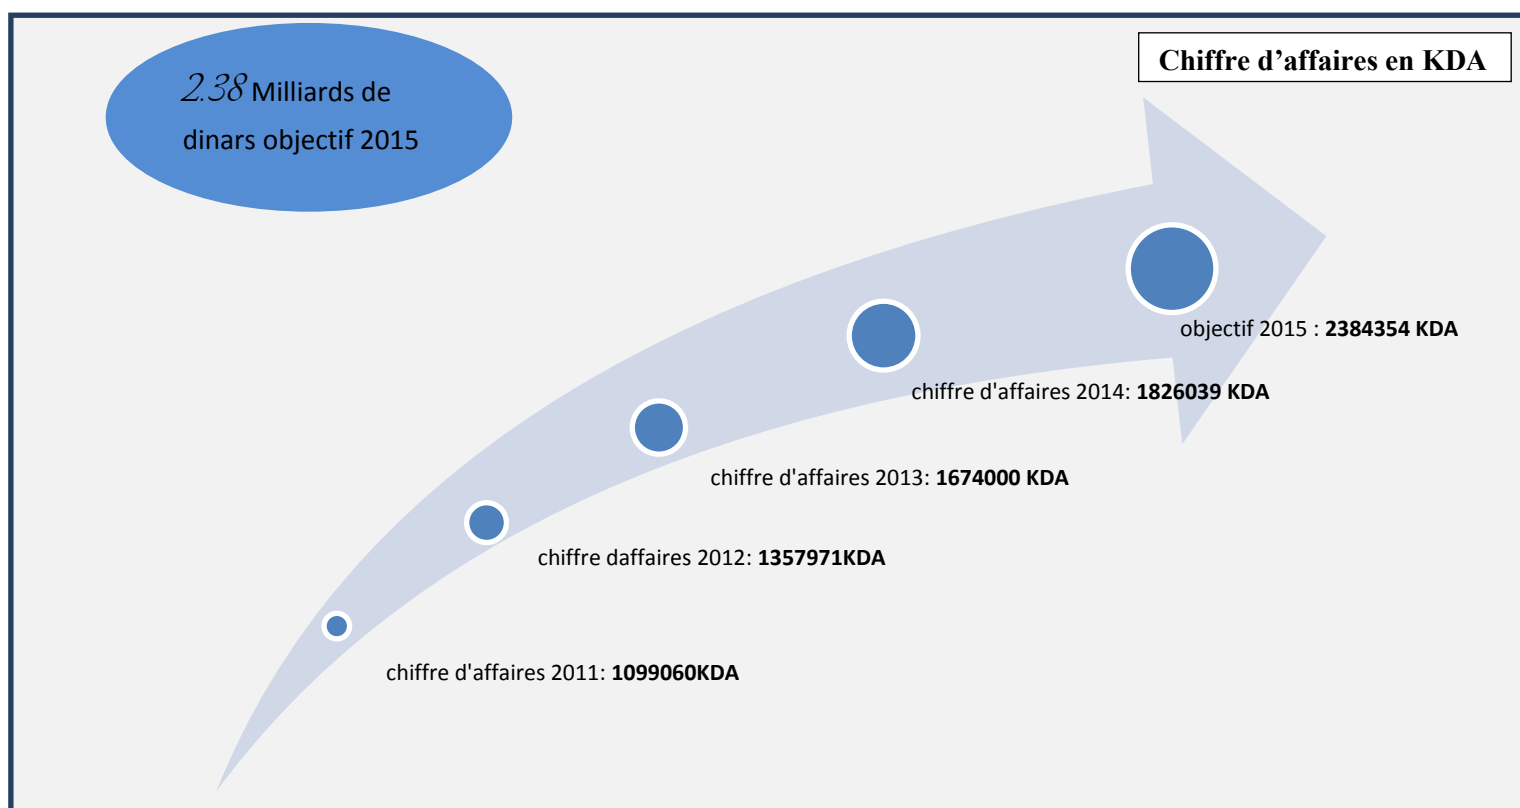 2.38 Milliards de
dinars objectif 2015
Chiffre d’affaires en KDA
objectif 2015 : 2384354 KDA
chiffre d'affaires 2014: 1826039 KDA
chiffre d'affaires 2013: 1674000 KDA
chiffre daffaires 2012: 1357971KDA
chiffre d'affaires 2011: 1099060KDA